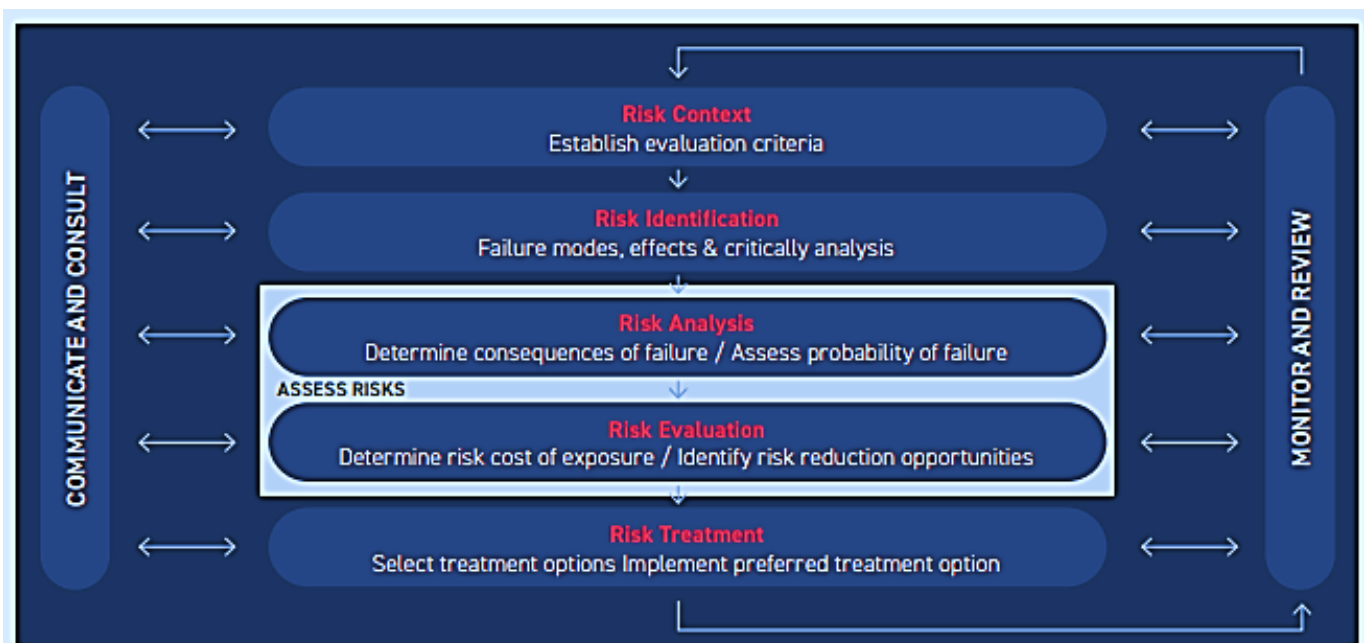 COMMUNICATE AND CONSULT
Risk Context
Establish evaluation criteria
Risk Identification
Failure modes, effects & critically analysis
Risk Analysis
Determine consequences of failure / Assess probability of failure
ASSESS RISKS
Risk Evaluation
Determine risk cost of exposure / Identify risk reduction opportunities
Risk Treatment
Select treatment options Implement preferred treatment option
MONITOR AND REVIEW